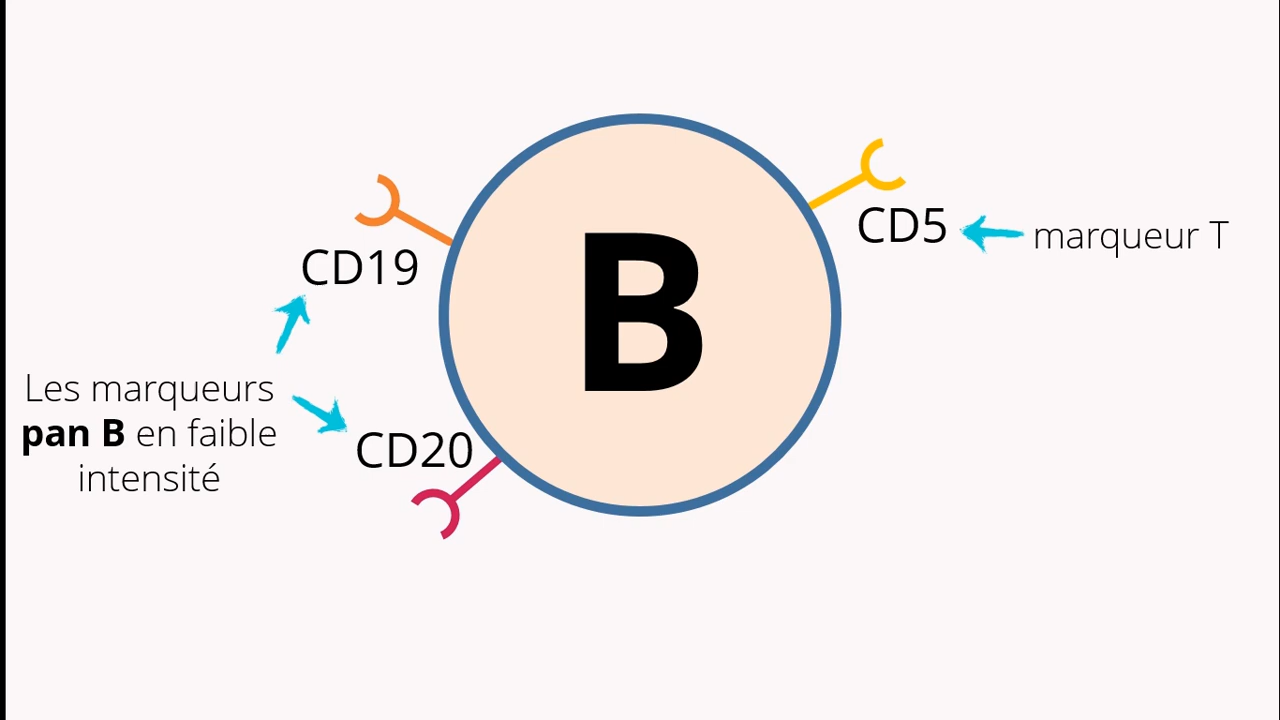 CD19
B
CD5
marqueur T
Les marqueurs
pan B en faible
intensité
CD20